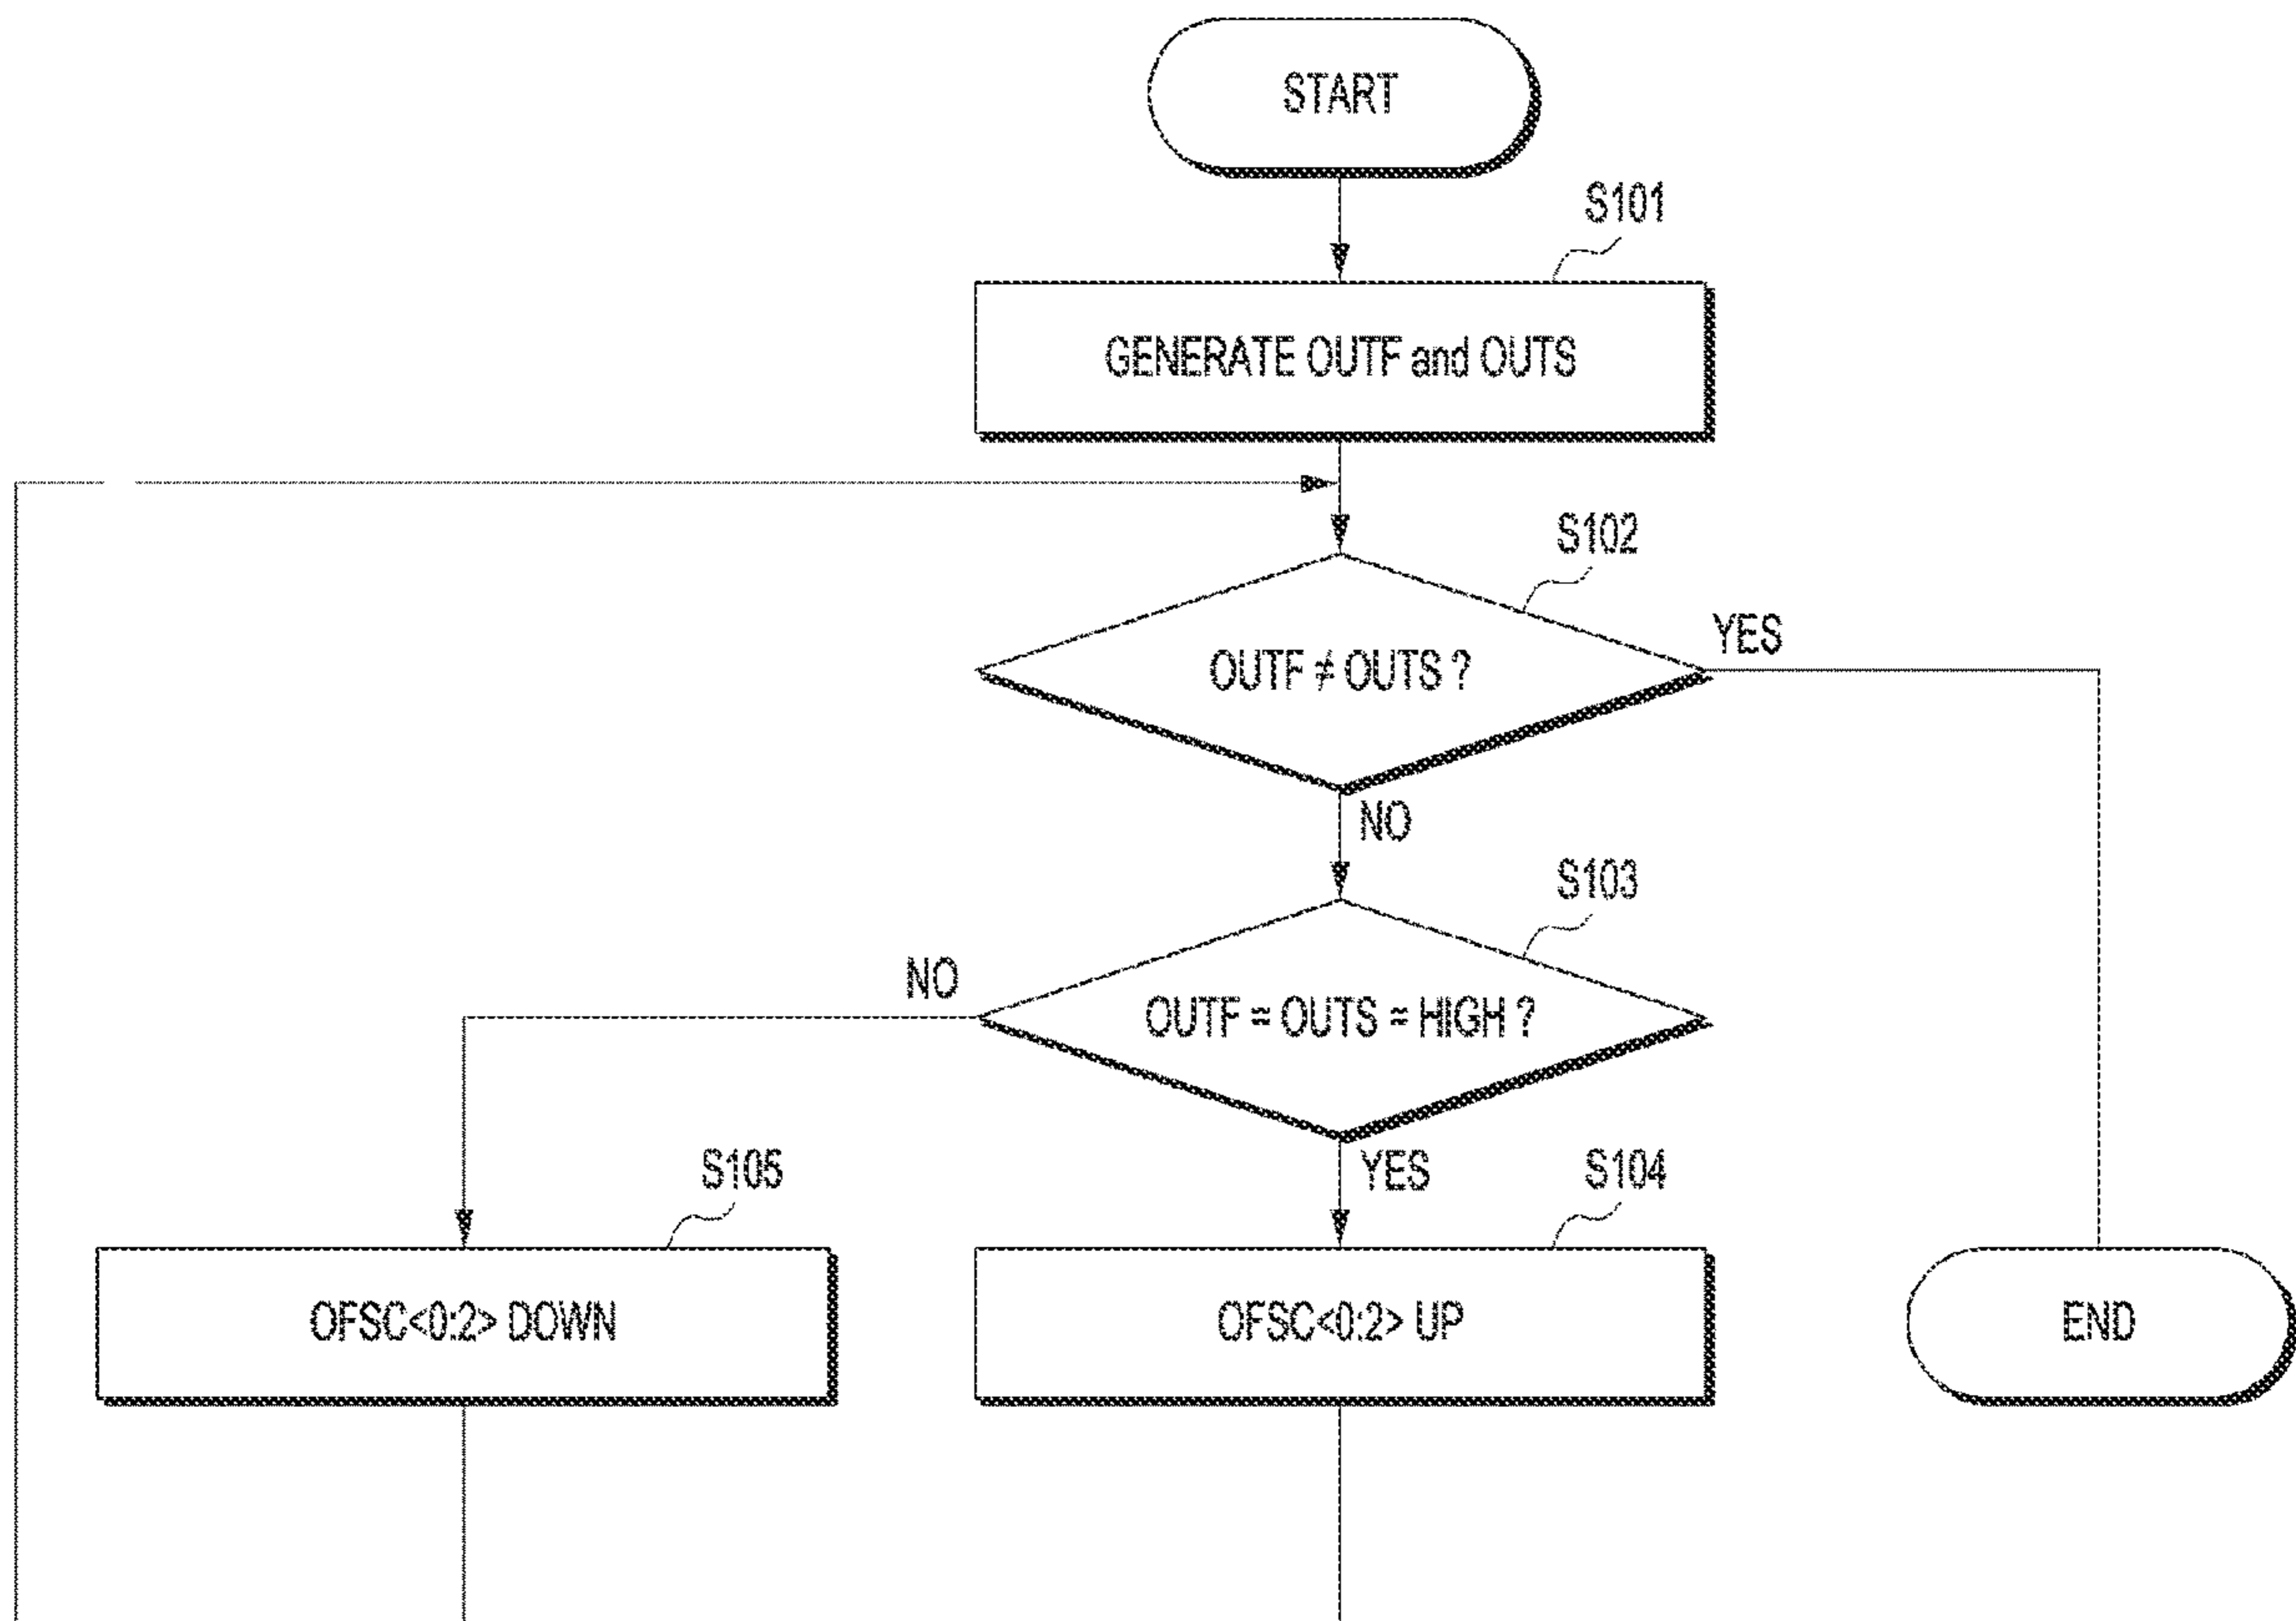 START
S101
GENERATE OUTF and OUTS
S102
OUTF ≠ OUTS ?
YES
NO
S103
OUTF = OUTS = HIGH ?
NO
YES
S105
S104
OFSC<0:2> DOWN
OFSC<0:2> UP
END